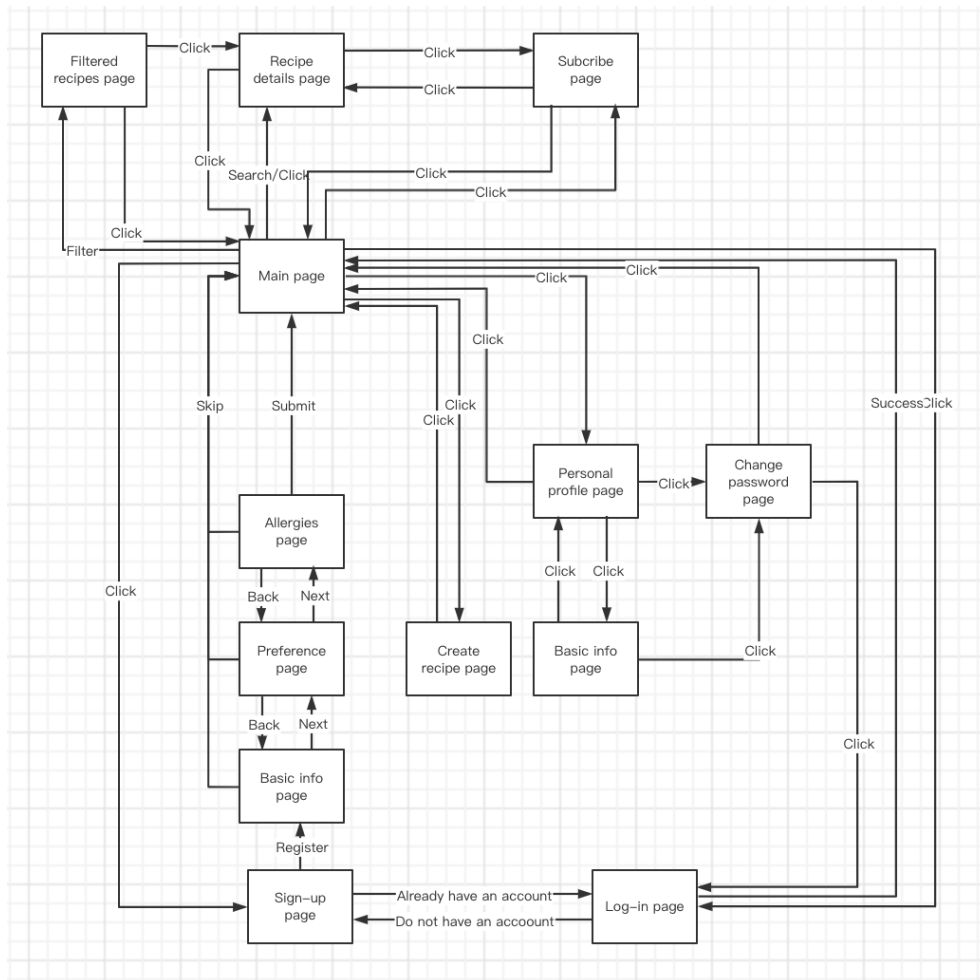 Filtered
recipes page
Click
Recipe
details page
Click
Click
Subcribe
page
Click
Search/Click
Click
Click
Click
Filter
Main page
Click
Click
Click
Skip
Submit
Click
Click
Success
Click
Personal
profile page
Click
Change
password
page
Allergies
page
Click
Back
Next
Click
Click
Preference
page
Create
recipe page
Basic info
page
Click
Back
Next
Click
Basic info
page
Register
Sign-up
page
Already have an account
Do not have an accoount
Log-in page